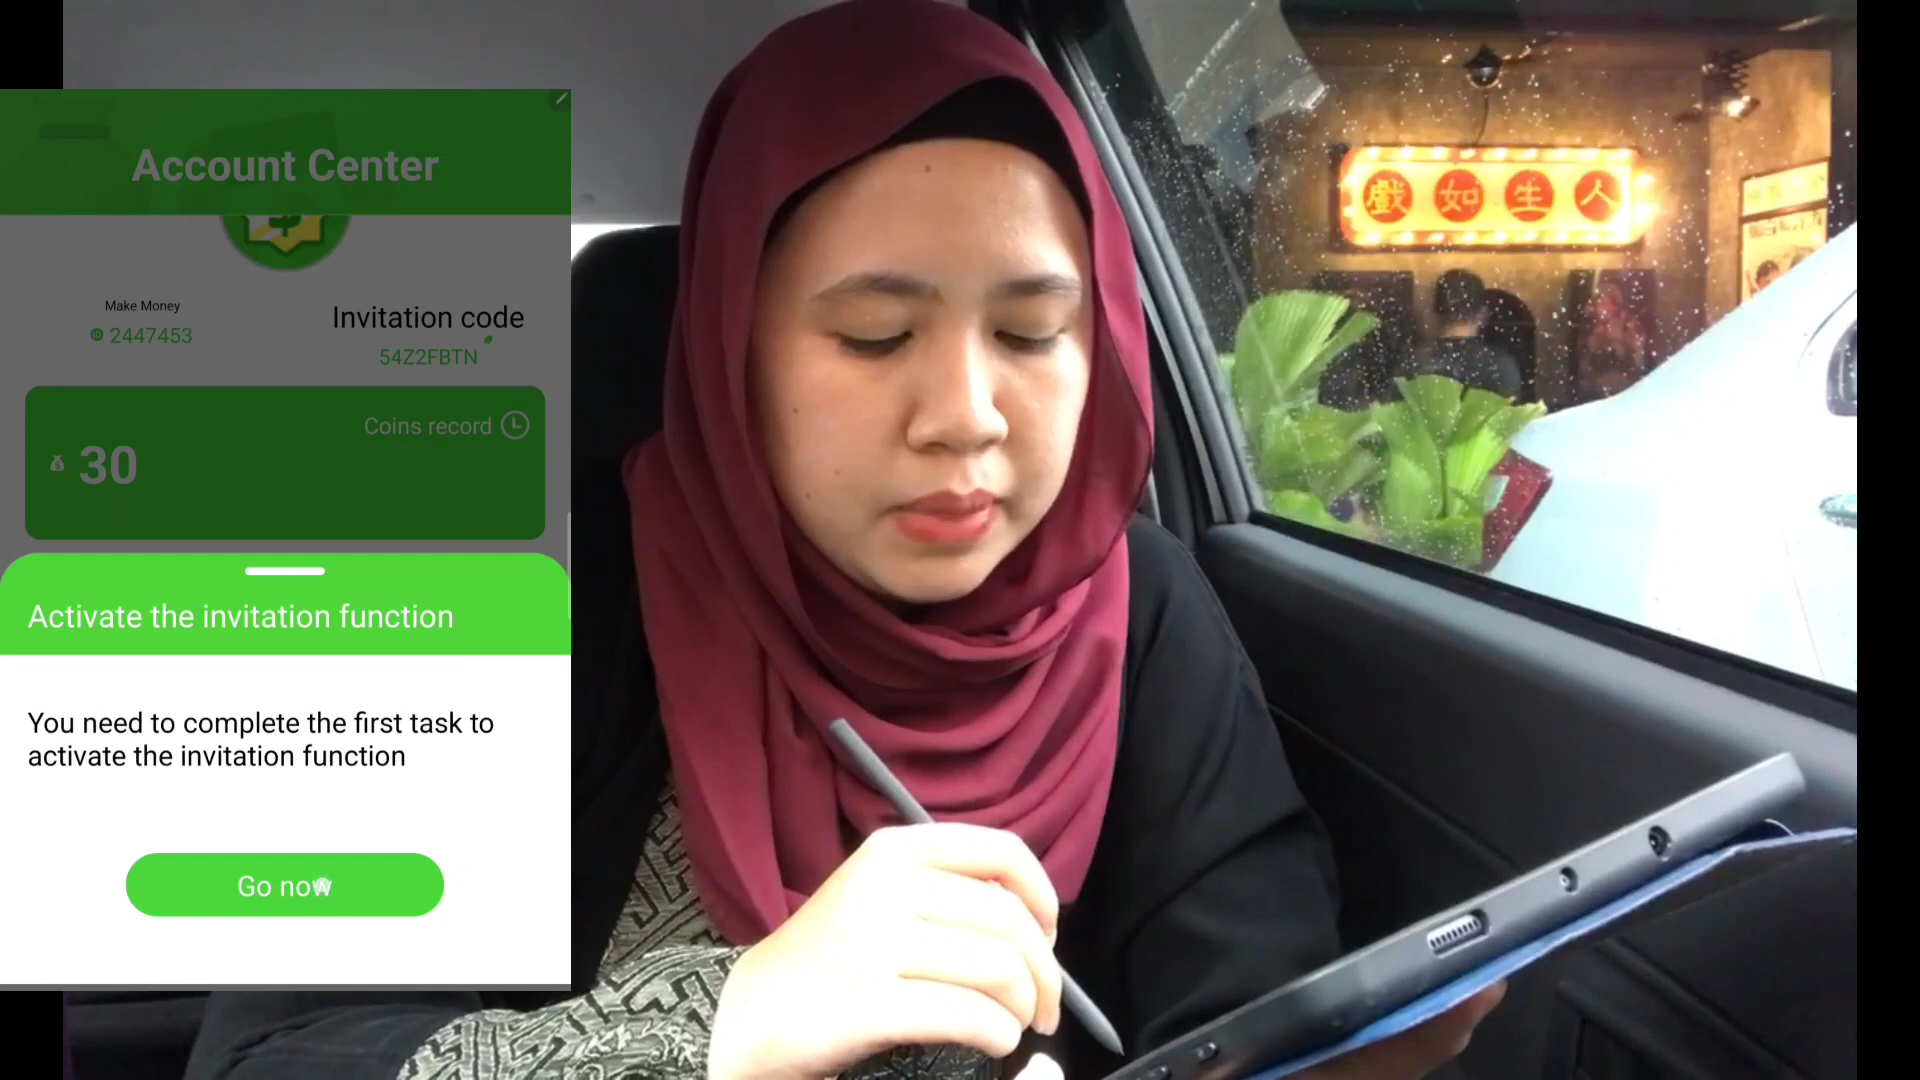 Account Center
Make Money
2447453
Invitation code
54Z2FBTN
Coins record
30
Activate the invitation function
You need to complete the first task to
activate the invitation function
Go now
戲如生人